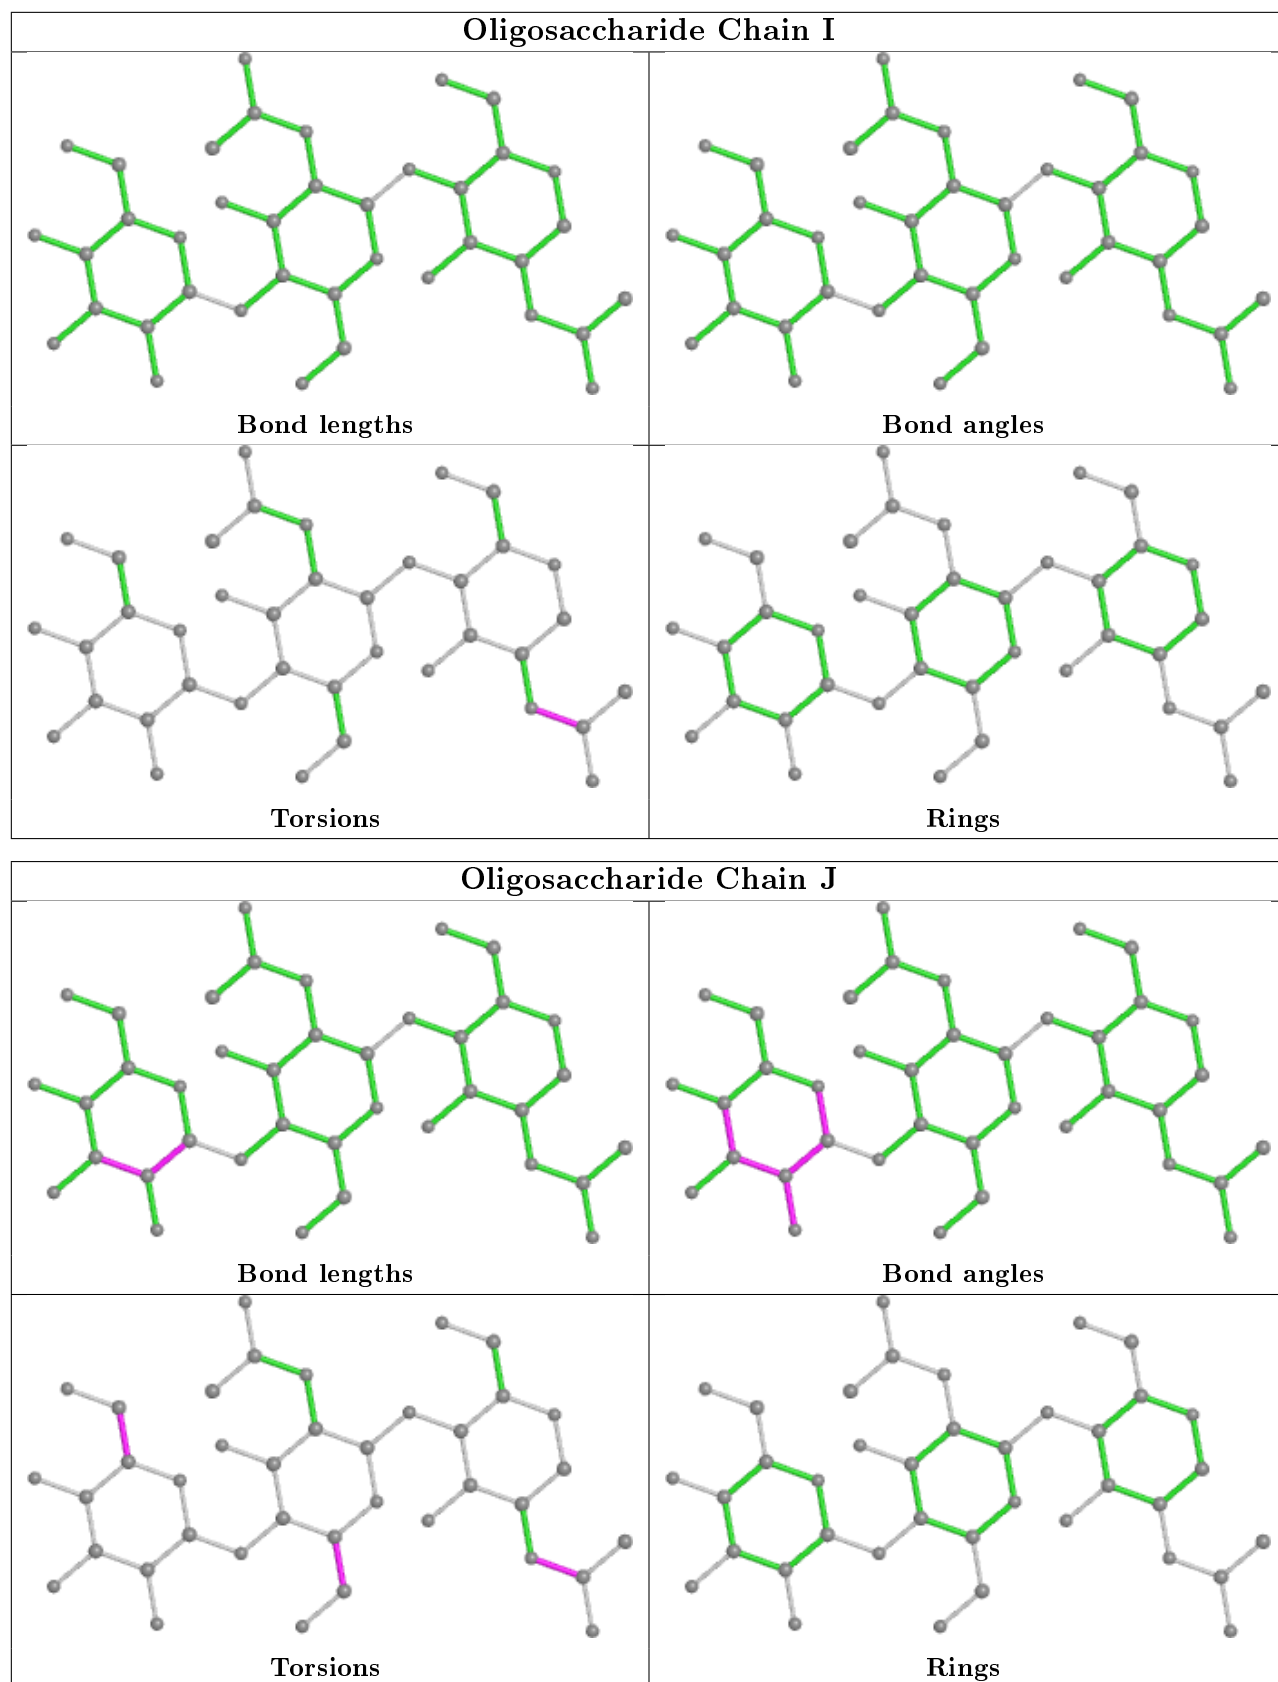 Oligosaccharide Chain I
Bond lengths
Bond angles
Torsions
Rings
Oligosaccharide Chain J
Bond lengths
Bond angles
Torsions
Rings